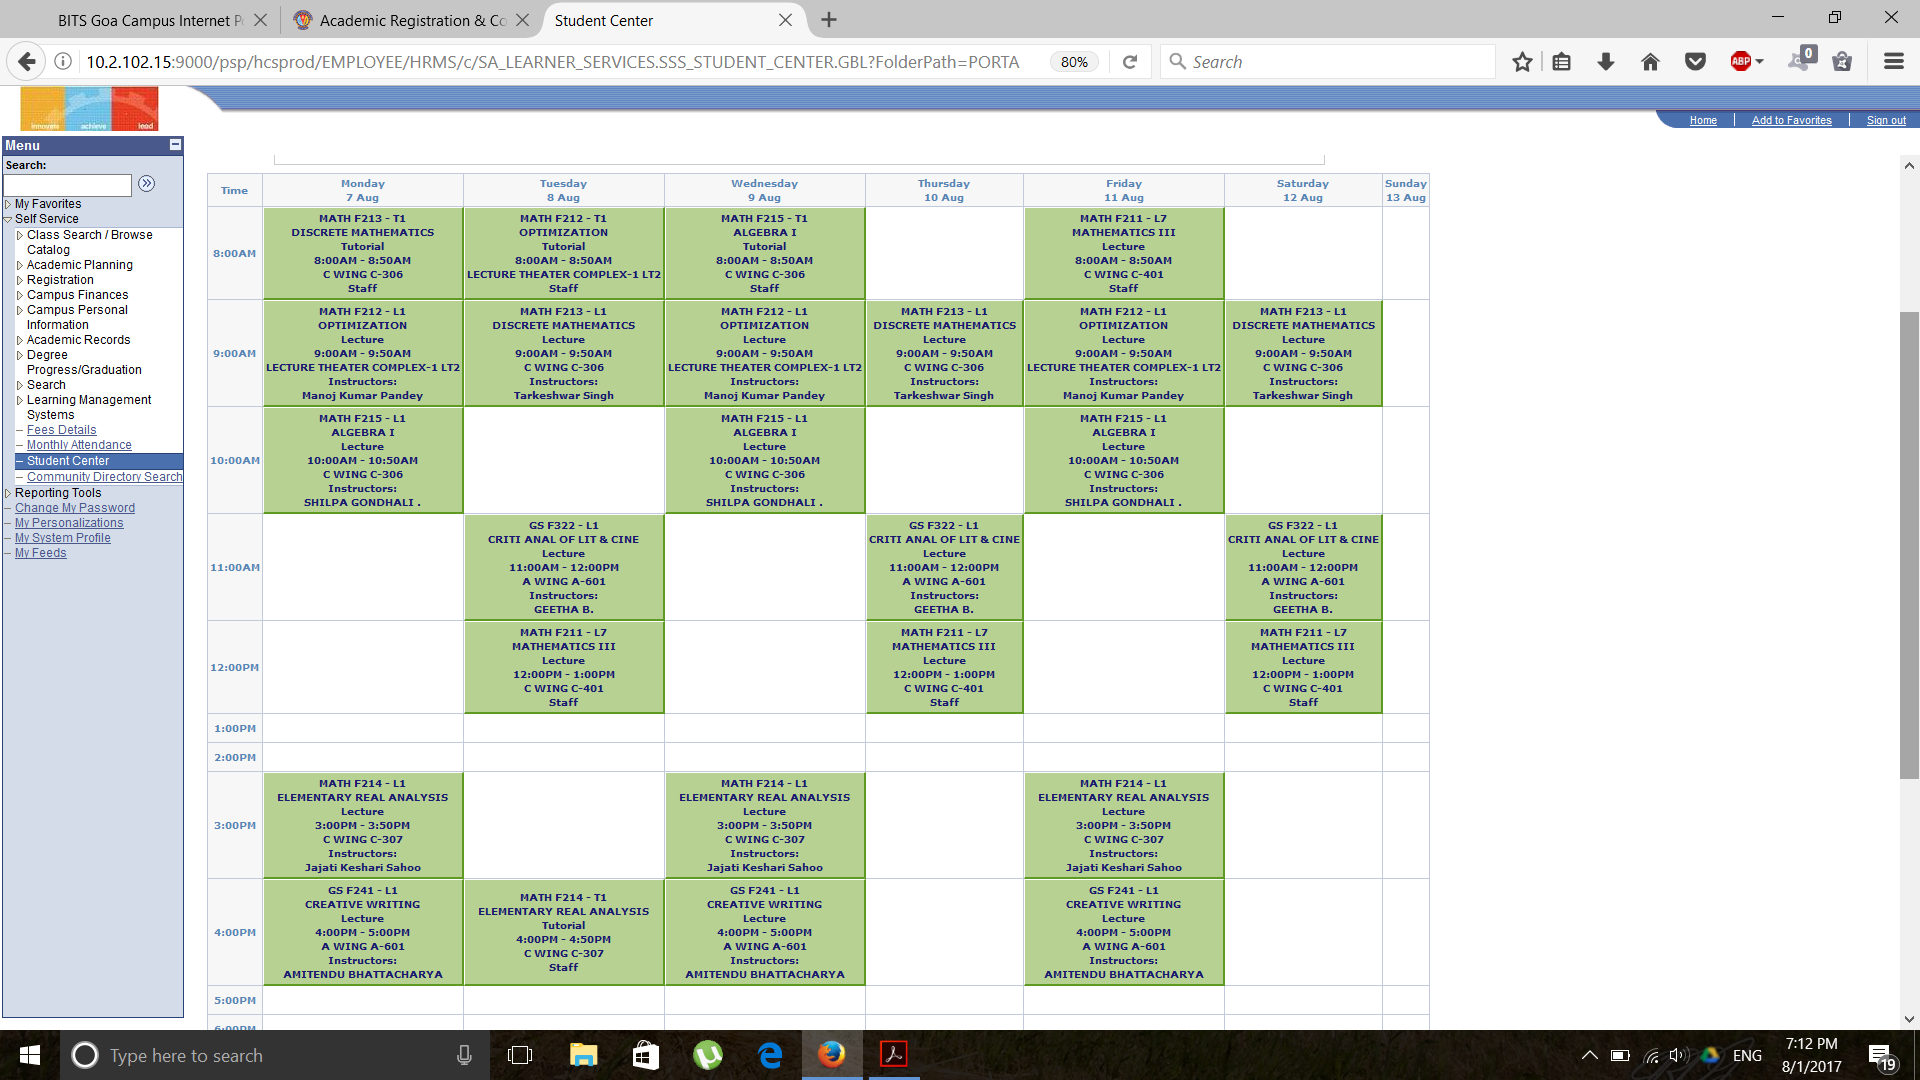 BITS Goa Campus Internet P
Academic Registration & Co
Student Center
10.2.102.15:9000/psp/hcsprod/EMPLOYEE/HRMS/c/SA_LEARNER_SERVICES.SSS_STUDENT_CENTER.GBL?FolderPath=PORTA
80%
Search
ABP
0
innovate achieve lead
Home
Add to Favorites
Sign out
Menu
Search:
My Favorites
Self Service
Class Search / Browse
Catalog
Academic Planning
Registration
Campus Finances
Campus Personal
Information
Academic Records
Degree
Progress/Graduation
Search
Learning Management
Systems
Fees Details
Monthly Attendance
Student Center
Community Directory Search
Reporting Tools
Change My Password
My Personalizations
My System Profile
My Feeds
Time
Monday
7 Aug
Tuesday
8 Aug
Wednesday
9 Aug
Thursday
10 Aug
Friday
11 Aug
Saturday
12 Aug
Sunday
13 Aug
8:00AM
MATH F213 - T1
DISCRETE MATHEMATICS
Tutorial
8:00AM - 8:50AM
C WING C-306
Staff
MATH F212 - T1
OPTIMIZATION
Tutorial
8:00AM - 8:50AM
LECTURE THEATER COMPLEX-1 LT2
Staff
MATH F215 - T1
ALGEBRA I
Tutorial
8:00AM - 8:50AM
C WING C-306
Staff
MATH F211 - L7
MATHEMATICS III
Lecture
8:00AM - 8:50AM
C WING C-401
Staff
9:00AM
MATH F212 - L1
OPTIMIZATION
Lecture
9:00AM - 9:50AM
LECTURE THEATER COMPLEX-1 LT2
Instructors:
Manoj Kumar Pandey
MATH F213 - L1
DISCRETE MATHEMATICS
Lecture
9:00AM - 9:50AM
C WING C-306
Instructors:
Tarkeshwar Singh
MATH F212 - L1
OPTIMIZATION
Lecture
9:00AM - 9:50AM
LECTURE THEATER COMPLEX-1 LT2
Instructors:
Manoj Kumar Pandey
MATH F213 - L1
DISCRETE MATHEMATICS
Lecture
9:00AM - 9:50AM
C WING C-306
Instructors:
Tarkeshwar Singh
MATH F212 - L1
OPTIMIZATION
Lecture
9:00AM - 9:50AM
LECTURE THEATER COMPLEX-1 LT2
Instructors:
Manoj Kumar Pandey
MATH F213 - L1
DISCRETE MATHEMATICS
Lecture
9:00AM - 9:50AM
C WING C-306
Instructors:
Tarkeshwar Singh
10:00AM
MATH F215 - L1
ALGEBRA I
Lecture
10:00AM - 10:50AM
C WING C-306
Instructors:
SHILPA GONDHALI .
MATH F215 - L1
ALGEBRA I
Lecture
10:00AM - 10:50AM
C WING C-306
Instructors:
SHILPA GONDHALI .
MATH F215 - L1
ALGEBRA I
Lecture
10:00AM - 10:50AM
C WING C-306
Instructors:
SHILPA GONDHALI .
11:00AM
GS F322 - L1
CRITI ANAL OF LIT & CINE
Lecture
11:00AM - 12:00PM
A WING A-601
Instructors:
GEETHA B.
GS F322 - L1
CRITI ANAL OF LIT & CINE
Lecture
11:00AM - 12:00PM
A WING A-601
Instructors:
GEETHA B.
GS F322 - L1
CRITI ANAL OF LIT & CINE
Lecture
11:00AM - 12:00PM
A WING A-601
Instructors:
GEETHA B.
12:00PM
MATH F211 - L7
MATHEMATICS III
Lecture
12:00PM - 1:00PM
C WING C-401
Staff
MATH F211 - L7
MATHEMATICS III
Lecture
12:00PM - 1:00PM
C WING C-401
Staff
MATH F211 - L7
MATHEMATICS III
Lecture
12:00PM - 1:00PM
C WING C-401
Staff
1:00PM
2:00PM
3:00PM
MATH F214 - L1
ELEMENTARY REAL ANALYSIS
Lecture
3:00PM - 3:50PM
C WING C-307
Instructors:
Jajati Keshari Sahoo
MATH F214 - L1
ELEMENTARY REAL ANALYSIS
Lecture
3:00PM - 3:50PM
C WING C-307
Instructors:
Jajati Keshari Sahoo
MATH F214 - L1
ELEMENTARY REAL ANALYSIS
Lecture
3:00PM - 3:50PM
C WING C-307
Instructors:
Jajati Keshari Sahoo
4:00PM
GS F241 - L1
CREATIVE WRITING
Lecture
4:00PM - 5:00PM
A WING A-601
Instructors:
AMITENDU BHATTACHARYA
MATH F214 - T1
ELEMENTARY REAL ANALYSIS
Tutorial
4:00PM - 4:50PM
C WING C-307
Staff
GS F241 - L1
CREATIVE WRITING
Lecture
4:00PM - 5:00PM
A WING A-601
Instructors:
AMITENDU BHATTACHARYA
GS F241 - L1
CREATIVE WRITING
Lecture
4:00PM - 5:00PM
A WING A-601
Instructors:
AMITENDU BHATTACHARYA
5:00PM
6:00PM
Type here to search
ENG
7:12 PM
8/1/2017
19